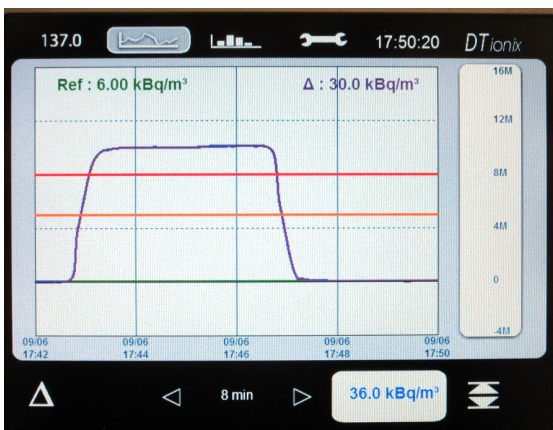 137.0
17:50:20
DTionix
Ref : 6.00 kBq/m³
Δ : 30.0 kBq/m³
16M
12M
8M
4M
0
-4M
09/06 09/06 09/06 09/06 09/06
17:42 17:44 17:46 17:48 17:50
Δ
8 min
36.0 kBq/m³